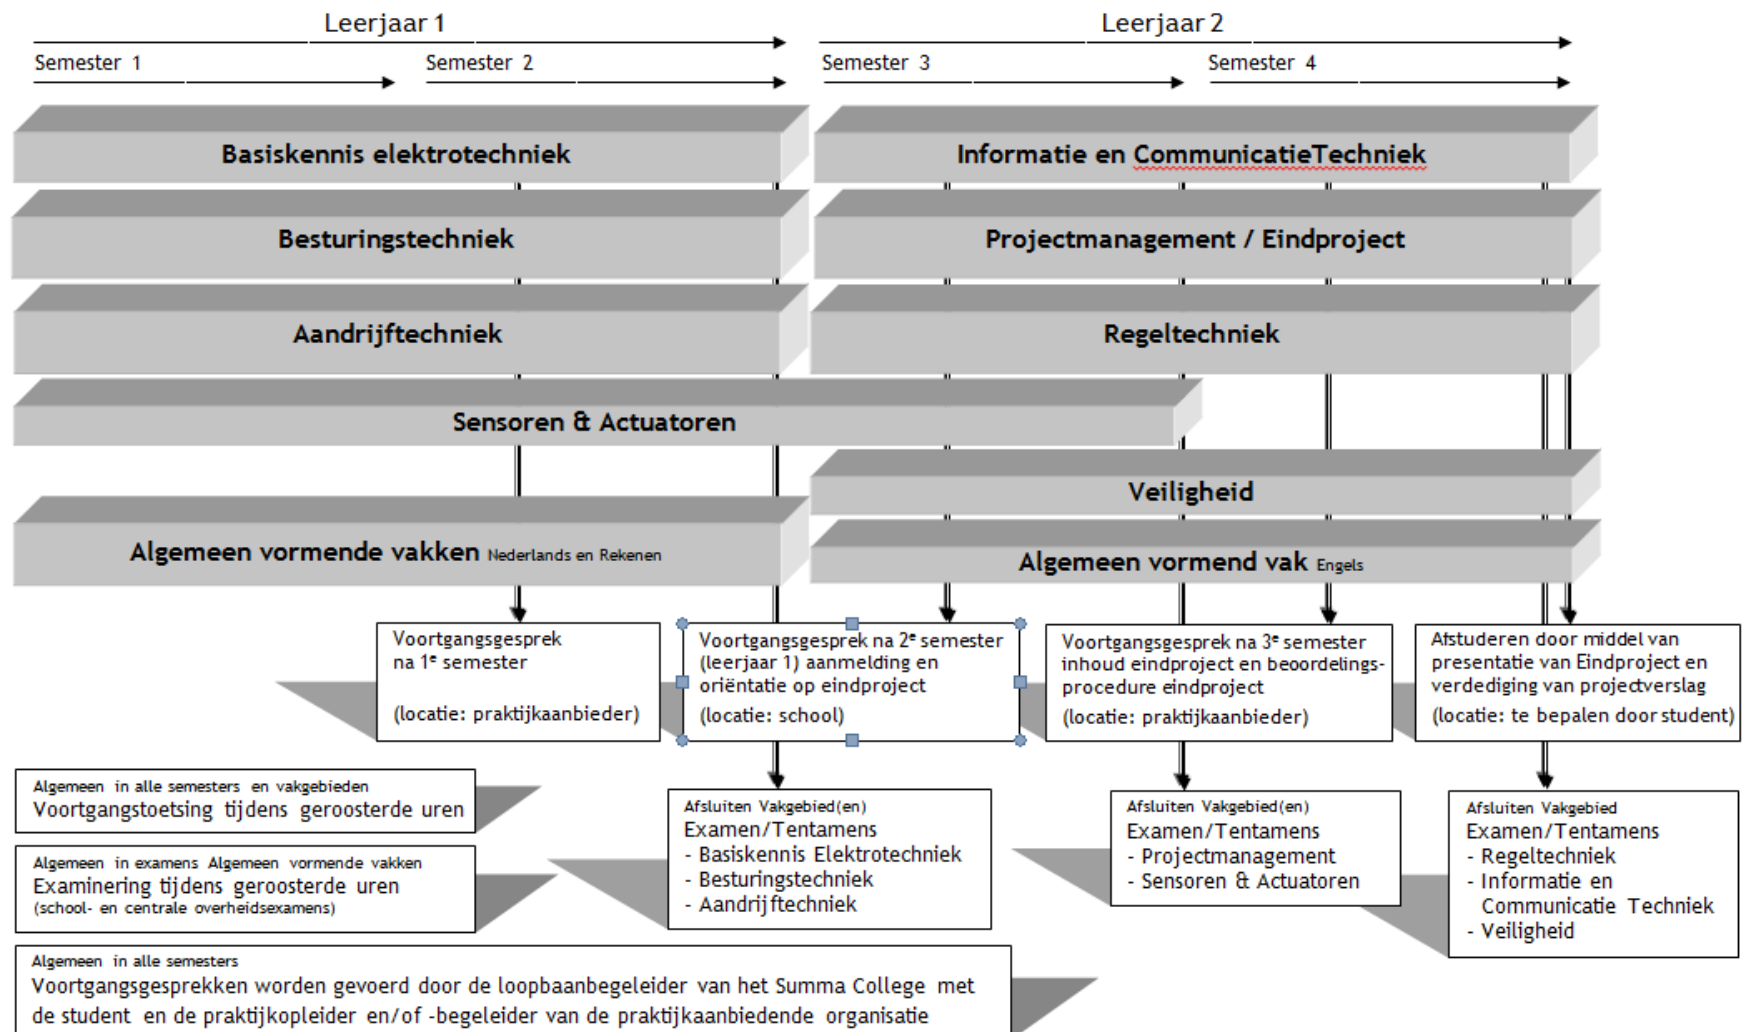 Leerjaar 1
Leerjaar 2
Semester 1
Semester 2
Semester 3
Semester 4
Basiskennis elektrotechniek
Informatie en CommunicatieTechniek
Besturingstechniek
Projectmanagement / Eindproject
Aandrijftechniek
Regeltechniek
Sensoren & Actuatoren
Veiligheid
Algemeen vormende vakken Nederlands en Rekenen
Algemeen vormend vak Engels
Voortgangsgesprek
na 1e semester
(locatie: praktijkaanbieder)
Voortgangsgesprek na 2e semester
(leerjaar 1) aanmelding en
oriëntatie op eindproject
(locatie: school)
Voortgangsgesprek na 3e semester
inhoud eindproject en beoordelings-
procedure eindproject
(locatie: praktijkaanbieder)
Afstuderen door middel van
presentatie van Eindproject en
verdediging van projectverslag
(locatie: te bepalen door student)
Algemeen in alle semesters en vakgebieden
Voortgangstoetsing tijdens geroosterde uren
Algemeen in examens Algemeen vormende vakken
Examinering tijdens geroosterde uren
(school- en centrale overheidsexamens)
Afsluiten Vakgebied(en)
Examen/Tentamens
- Basiskennis Elektrotechniek
- Besturingstechniek
- Aandrijftechniek
Afsluiten Vakgebied(en)
Examen/Tentamens
- Projectmanagement
- Sensoren & Actuatoren
Afsluiten Vakgebied
Examen/Tentamens
- Regeltechniek
- Informatie en
Communicatie Techniek
- Veiligheid
Algemeen in alle semesters
Voortgangsgesprekken worden gevoerd door de loopbaanbegeleider van het Summa College met
de student en de praktijkopleider en/of -begeleider van de praktijkaanbiedende organisatie